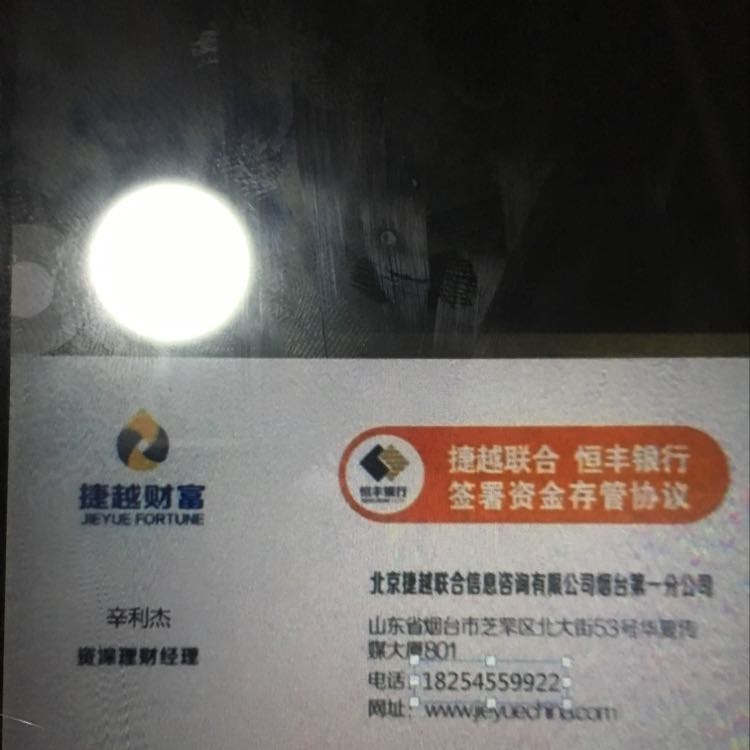 捷越财富
JIEYUE FORTUNE
辛利杰
资深理财经理
恒丰银行
捷越联合 恒丰银行
签署资金存管协议
北京捷越联合信息咨询有限公司烟台第一分公司
山东省烟台市芝罘区北大街53号华夏传
媒大厦801
电话：18254559922
网址：www.jieyuechina.com